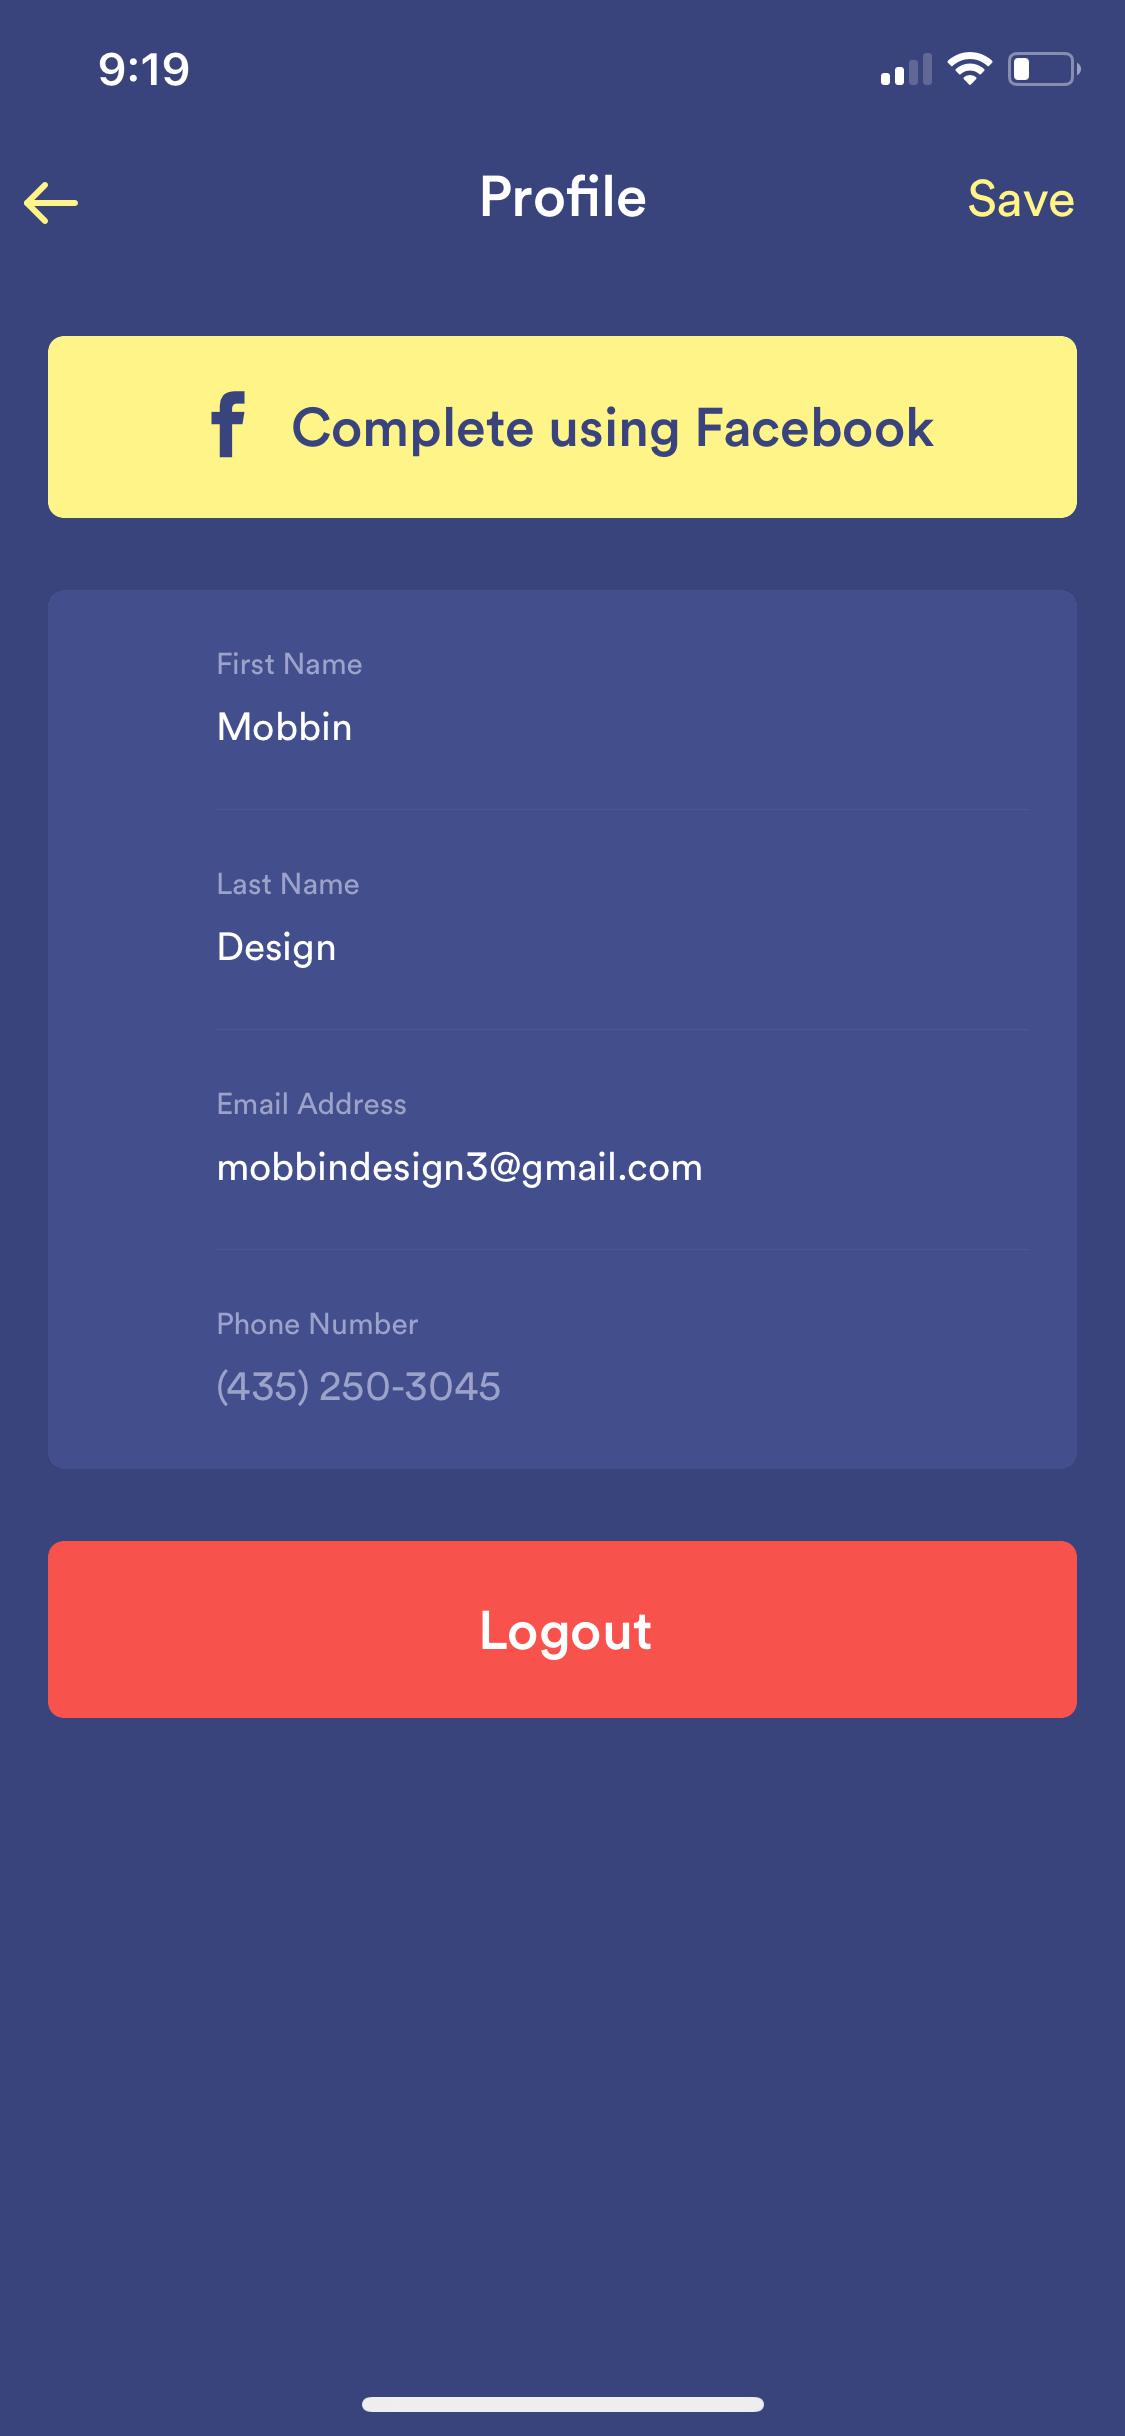 9:19
Profile
Save
Complete using Facebook
First Name
Mobbin
Last Name
Design
Email Address
mobbindesign3@gmail.com
Phone Number
(435) 250-3045
Logout